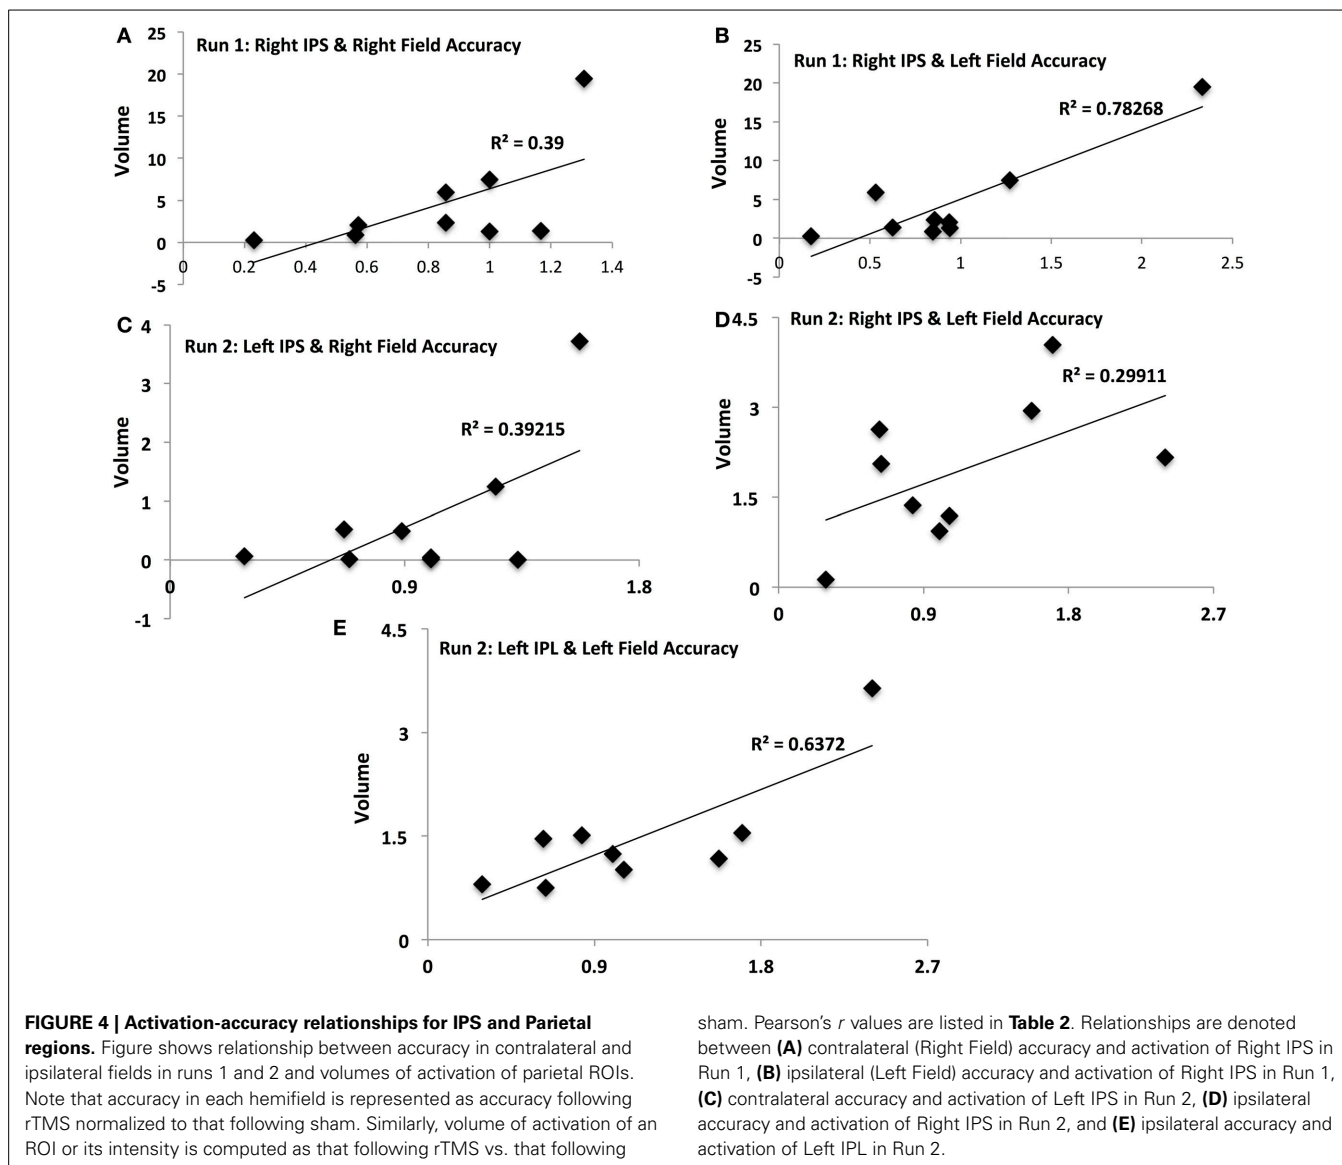 A
Run 1: Right IPS & Right Field Accuracy
Volume
25
20
15
10
5
0
-5
0 0.2 0.4 0.6 0.8 1 1.2 1.4
R² = 0.39
B
Run 1: Right IPS & Left Field Accuracy
Volume
25
20
15
10
5
0
-5
0 0.5 1 1.5 2 2.5
R² = 0.78268
C
Run 2: Left IPS & Right Field Accuracy
Volume
4
3
2
1
0
-1
0 0.9 1.8
R² = 0.39215
D
Run 2: Right IPS & Left Field Accuracy
Volume
4.5
3
1.5
0
0 0.9 1.8 2.7
R² = 0.29911
E
Run 2: Left IPL & Left Field Accuracy
Volume
4.5
3
1.5
0
0 0.9 1.8 2.7
R² = 0.6372
FIGURE 4 | Activation-accuracy relationships for IPS and Parietal
regions. Figure shows relationship between accuracy in contralateral and
ipsilateral fields in runs 1 and 2 and volumes of activation of parietal ROIs.
Note that accuracy in each hemifield is represented as accuracy following
rTMS normalized to that following sham. Similarly, volume of activation of an
ROI or its intensity is computed as that following rTMS vs. that following
sham. Pearson's r values are listed in Table 2. Relationships are denoted
between (A) contralateral (Right Field) accuracy and activation of Right IPS in
Run 1, (B) ipsilateral (Left Field) accuracy and activation of Right IPS in Run 1,
(C) contralateral accuracy and activation of Left IPS in Run 2, (D) ipsilateral
accuracy and activation of Right IPS in Run 2, and (E) ipsilateral accuracy and
activation of Left IPL in Run 2.